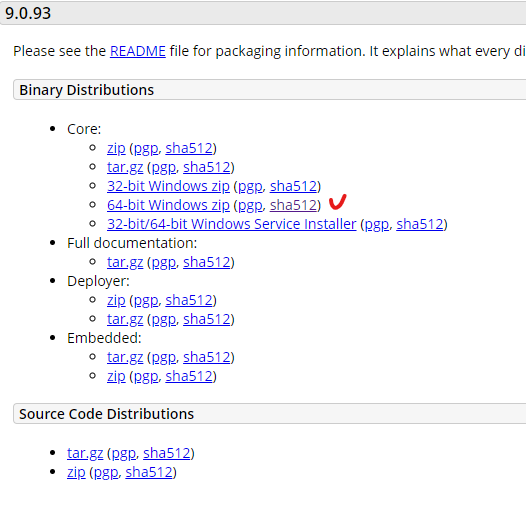 9.0.93
Please see the README file for packaging information. It explains what every di
Binary Distributions
Core:
zip (pgp, sha512)
tar.gz (pgp, sha512)
32-bit Windows zip (pgp, sha512)
64-bit Windows zip (pgp, sha512)
32-bit/64-bit Windows Service Installer (pgp, sha512)
Full documentation:
tar.gz (pgp, sha512)
Deployer:
zip (pgp, sha512)
tar.gz (pgp, sha512)
Embedded:
tar.gz (pgp, sha512)
zip (pgp, sha512)
Source Code Distributions
tar.gz (pgp, sha512)
zip (pgp, sha512)